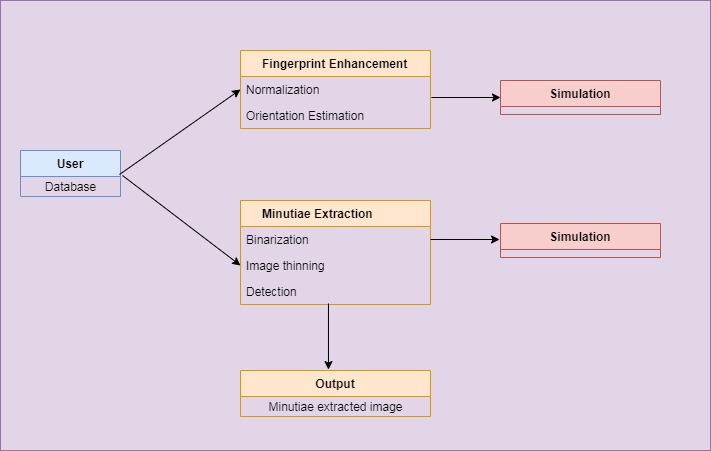 Fingerprint Enhancement
Normalization
Orientation Estimation
Simulation
User
Database
Minutiae Extraction
Binarization
Image thinning
Detection
Simulation
Output
Minutiae extracted image